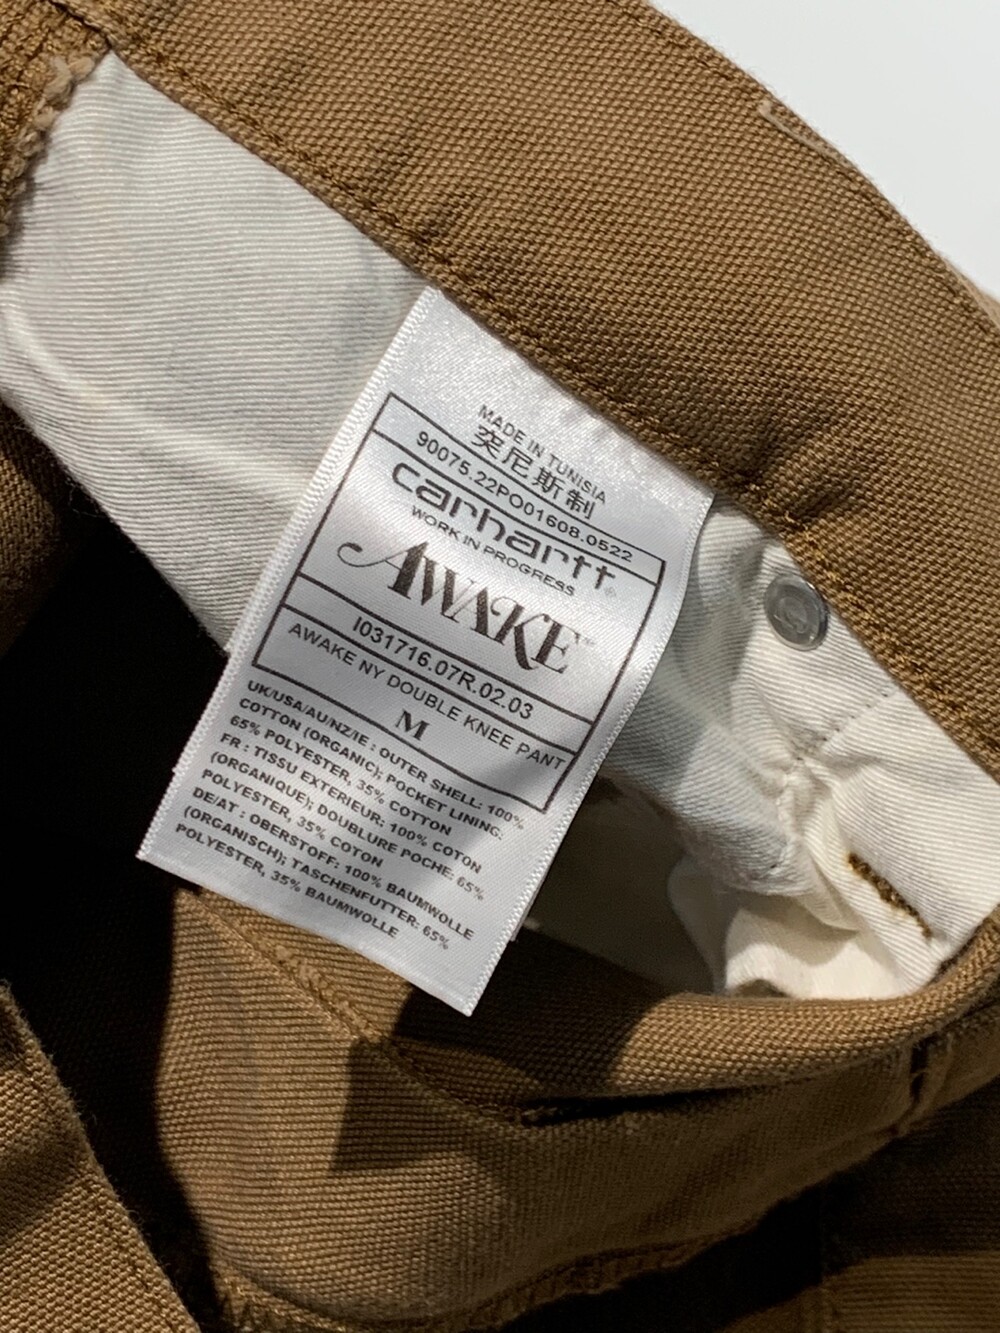 MADE IN TUNISIA
突尼斯制
90075.22PO01608.0522
carhartt®
WORK IN PROGRESS
AWAKE™
I031716.07R.02.03
AWAKE NY DOUBLE KNEE PANT
M
UK/USA/AU/NZ/IE : OUTER SHELL: 100%
COTTON (ORGANIC); POCKET LINING:
65% POLYESTER, 35% COTTON
FR : TISSU EXTERIEUR: 100% COTON
(ORGANIQUE); DOUBLURE POCHE: 65%
POLYESTER, 35% COTON
DE/AT : OBERSTOFF: 100% BAUMWOLLE
(ORGANISCH); TASCHENFUTTER: 65%
POLYESTER, 35% BAUMWOLLE